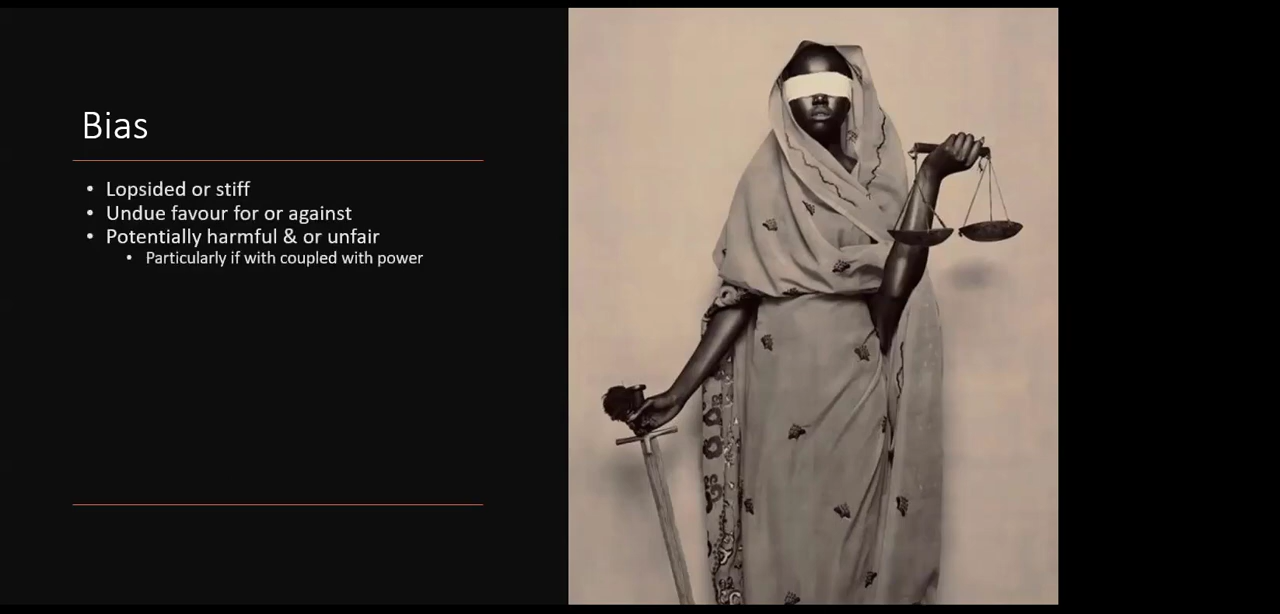 Bias
• Lopsided or stiff
• Undue favour for or against
• Potentially harmful & or unfair
• Particularly if with coupled with power